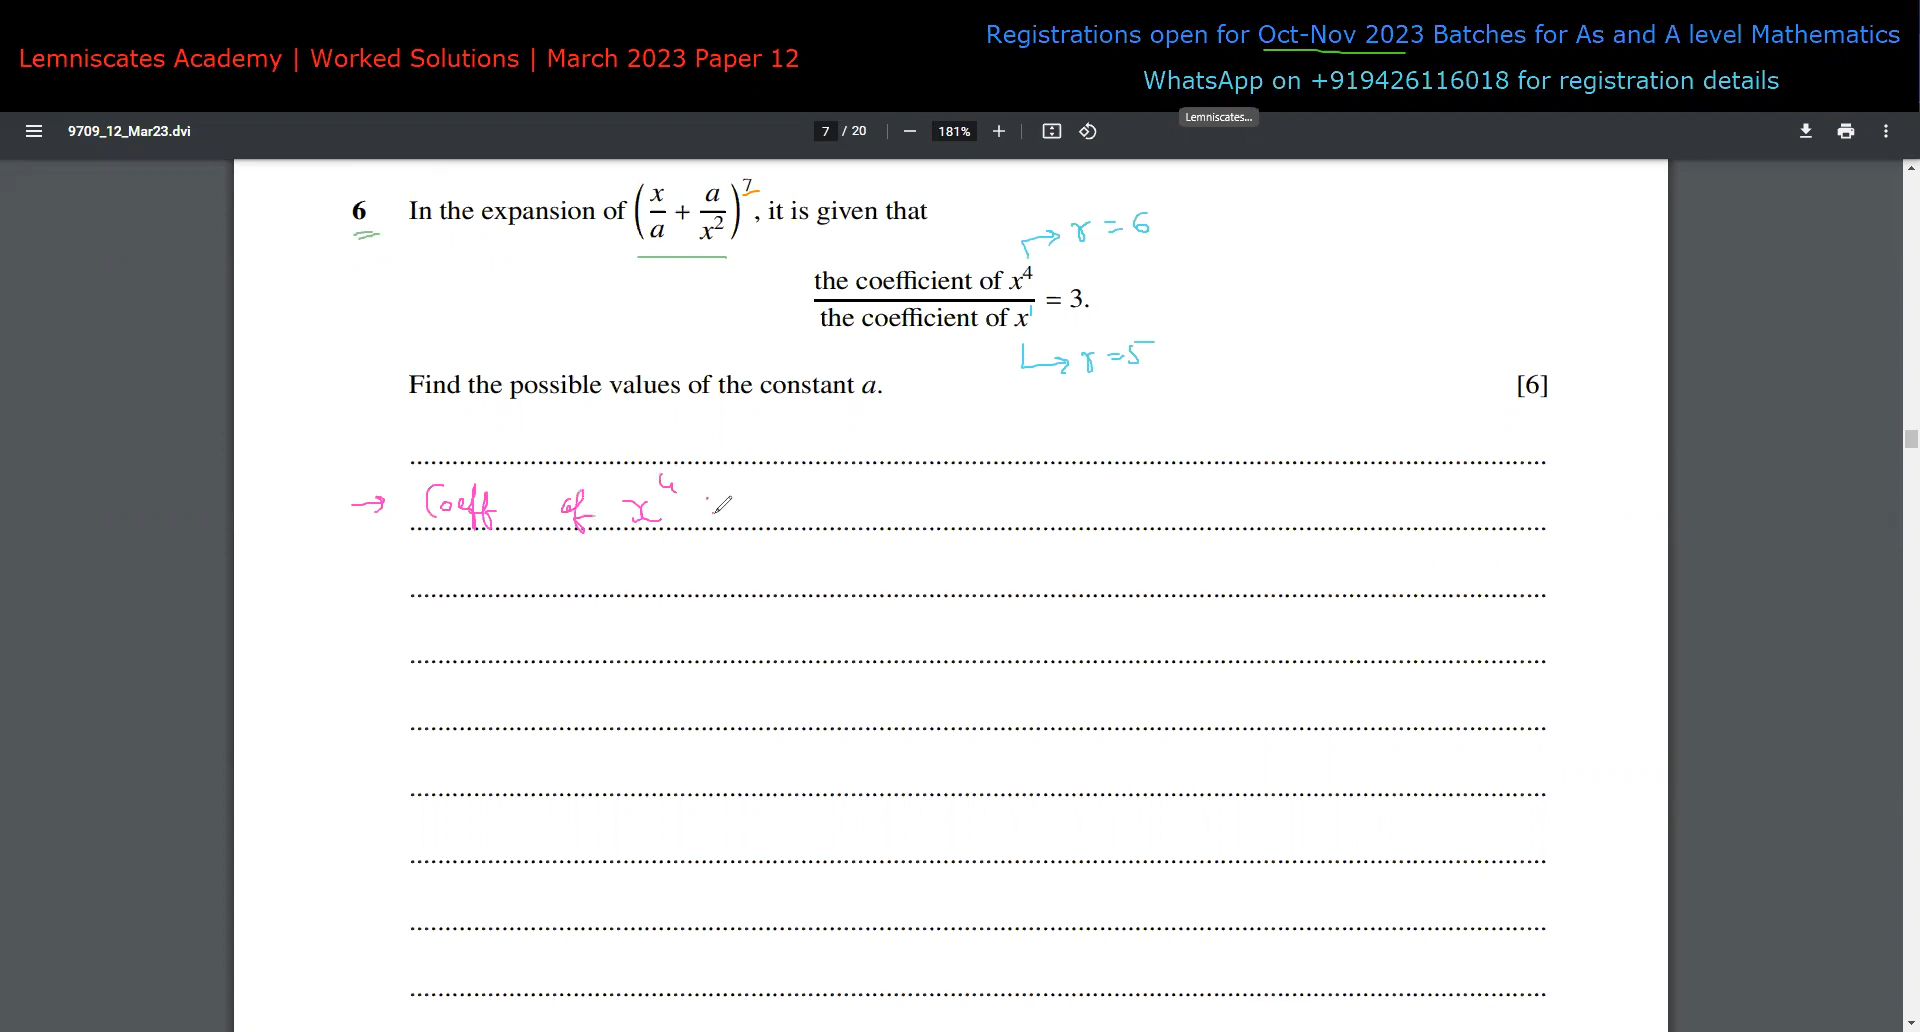 Lemniscates Academy | Worked Solutions | March 2023 Paper 12
Registrations open for Oct-Nov 2023 Batches for As and A level Mathematics
WhatsApp on +919426116018 for registration details
Lemniscates...
9709_12_Mar23.dvi
7 / 20
181%
6 In the expansion of (x/a + a/x²)⁷, it is given that
r = 6
the coefficient of x⁴ / the coefficient of x¹ = 3.
r = 5
Find the possible values of the constant a. [6]
→ Coeff of x⁴